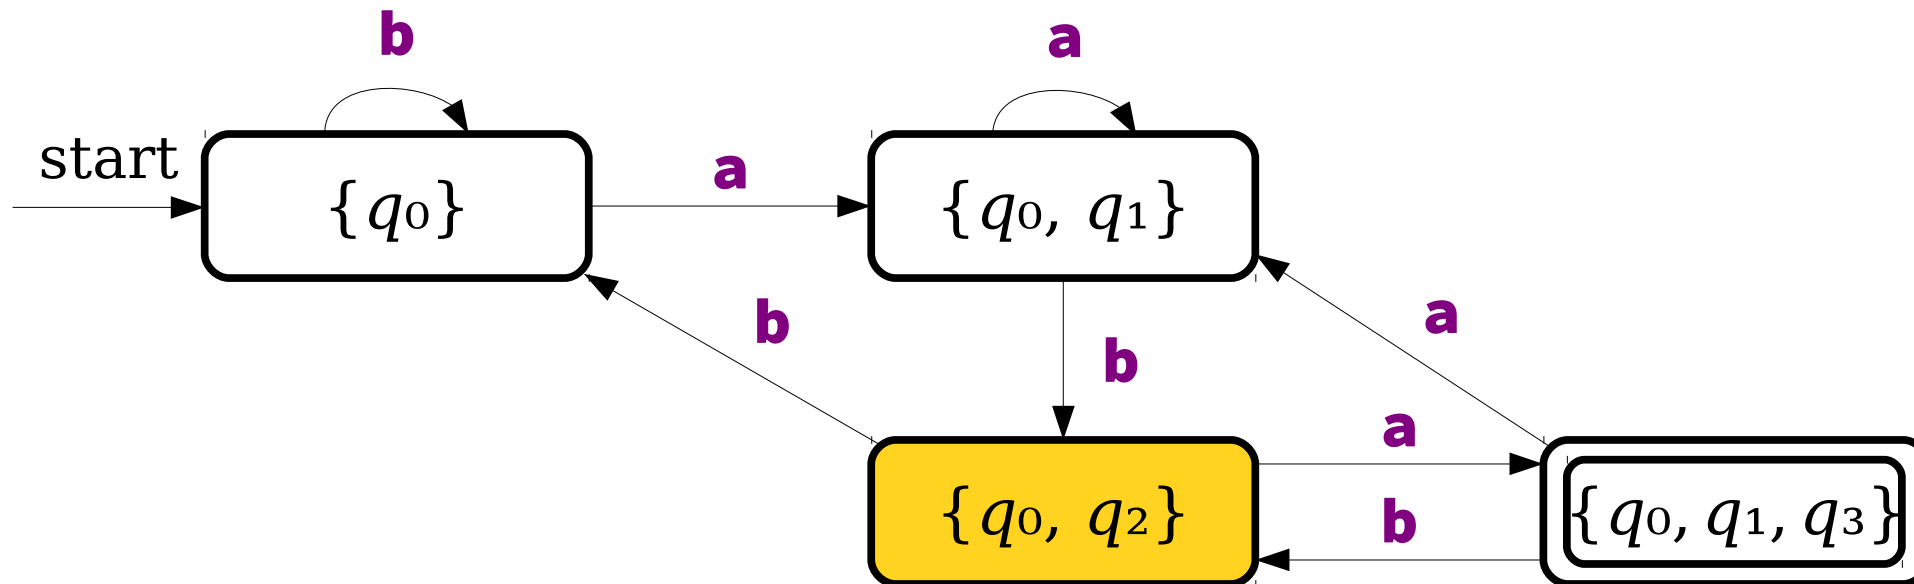 b
a
start
{q₀}
a
{q₀, q₁}
b
b
a
a
{q₀, q₂}
b
{q₀, q₁, q₃}